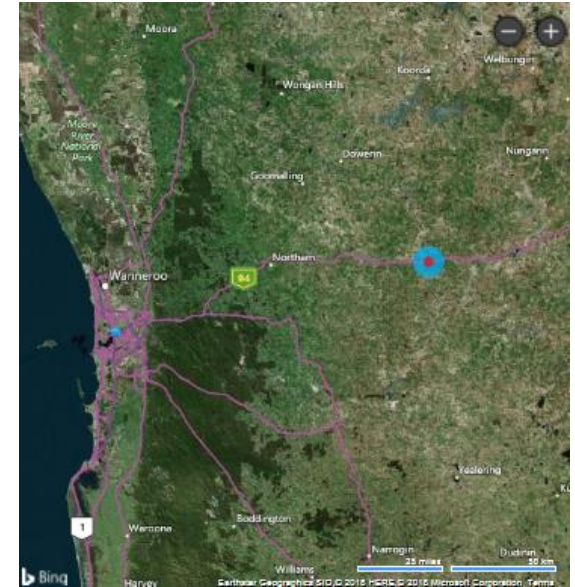 Moora
Welbungin
Koorda
Wongan Hills
Moore
River
National
Park
Nungarin
Dowerin
Goomalling
Northam
Wanneroo
94
Yealering
1
Boddington
Waroona
Narrogin
Dudinin
Williams
25 miles
50 km
Harvey
Bing
Earthstar Geographics SIO, © 2018 HERE © 2018 Microsoft Corporation Terms